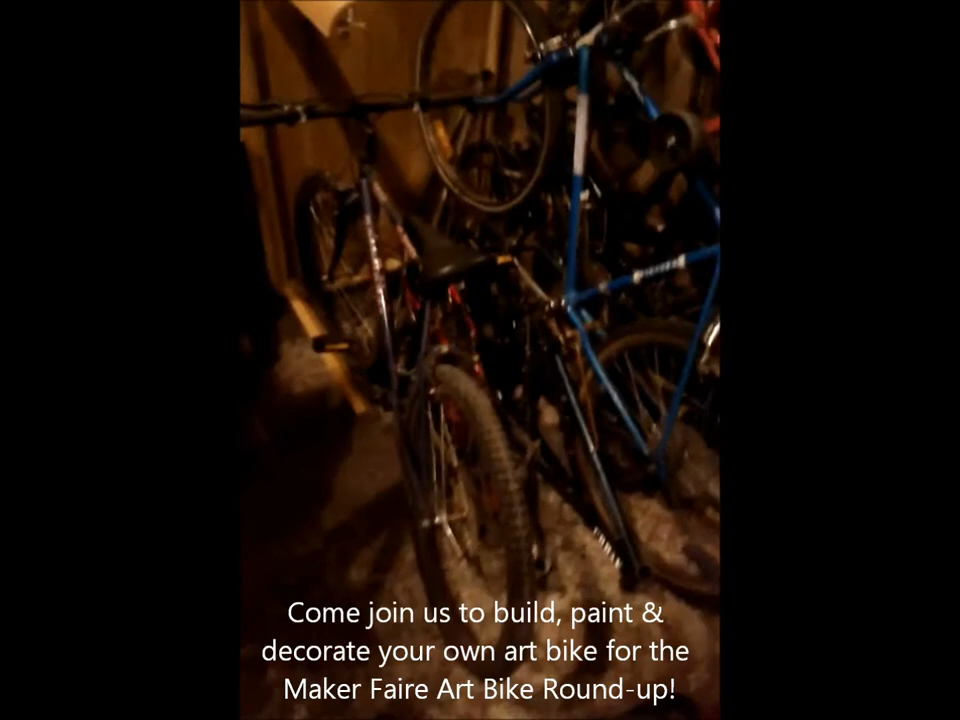 Come join us to build, paint &
decorate your own art bike for the
Maker Faire Art Bike Round-up!